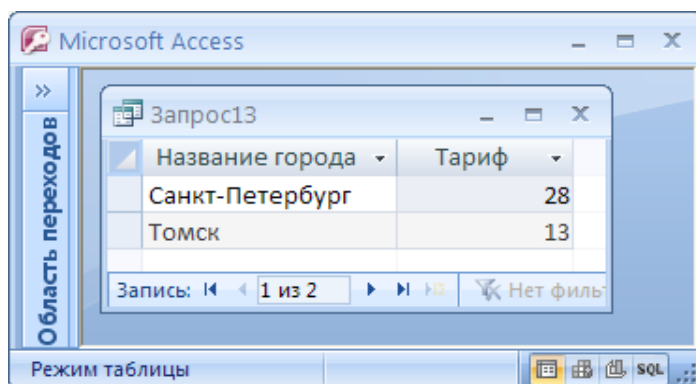 Microsoft Access
Область переходов
Запрос13
Название города Тариф
Санкт-Петербург 28
Томск 13
Запись: 1 из 2 Нет
Режим таблицы SQL